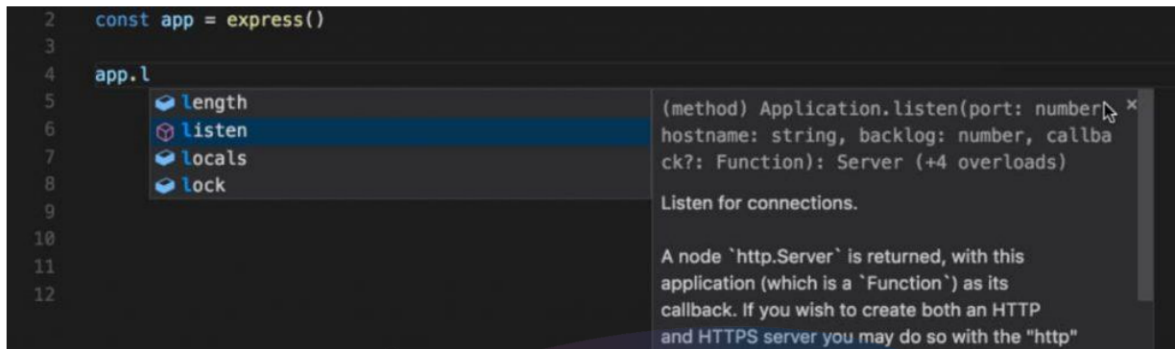 2 const app = express()
3
4 app.l
5 length
6 listen
7 locals
8 lock
9
10
11
12
(method) Application.listen(port: number,
hostname: string, backlog: number, callba
ck?: Function): Server (+4 overloads)
Listen for connections.
A node `http.Server` is returned, with this
application (which is a `Function`) as its
callback. If you wish to create both an HTTP
and HTTPS server you may do so with the "http"